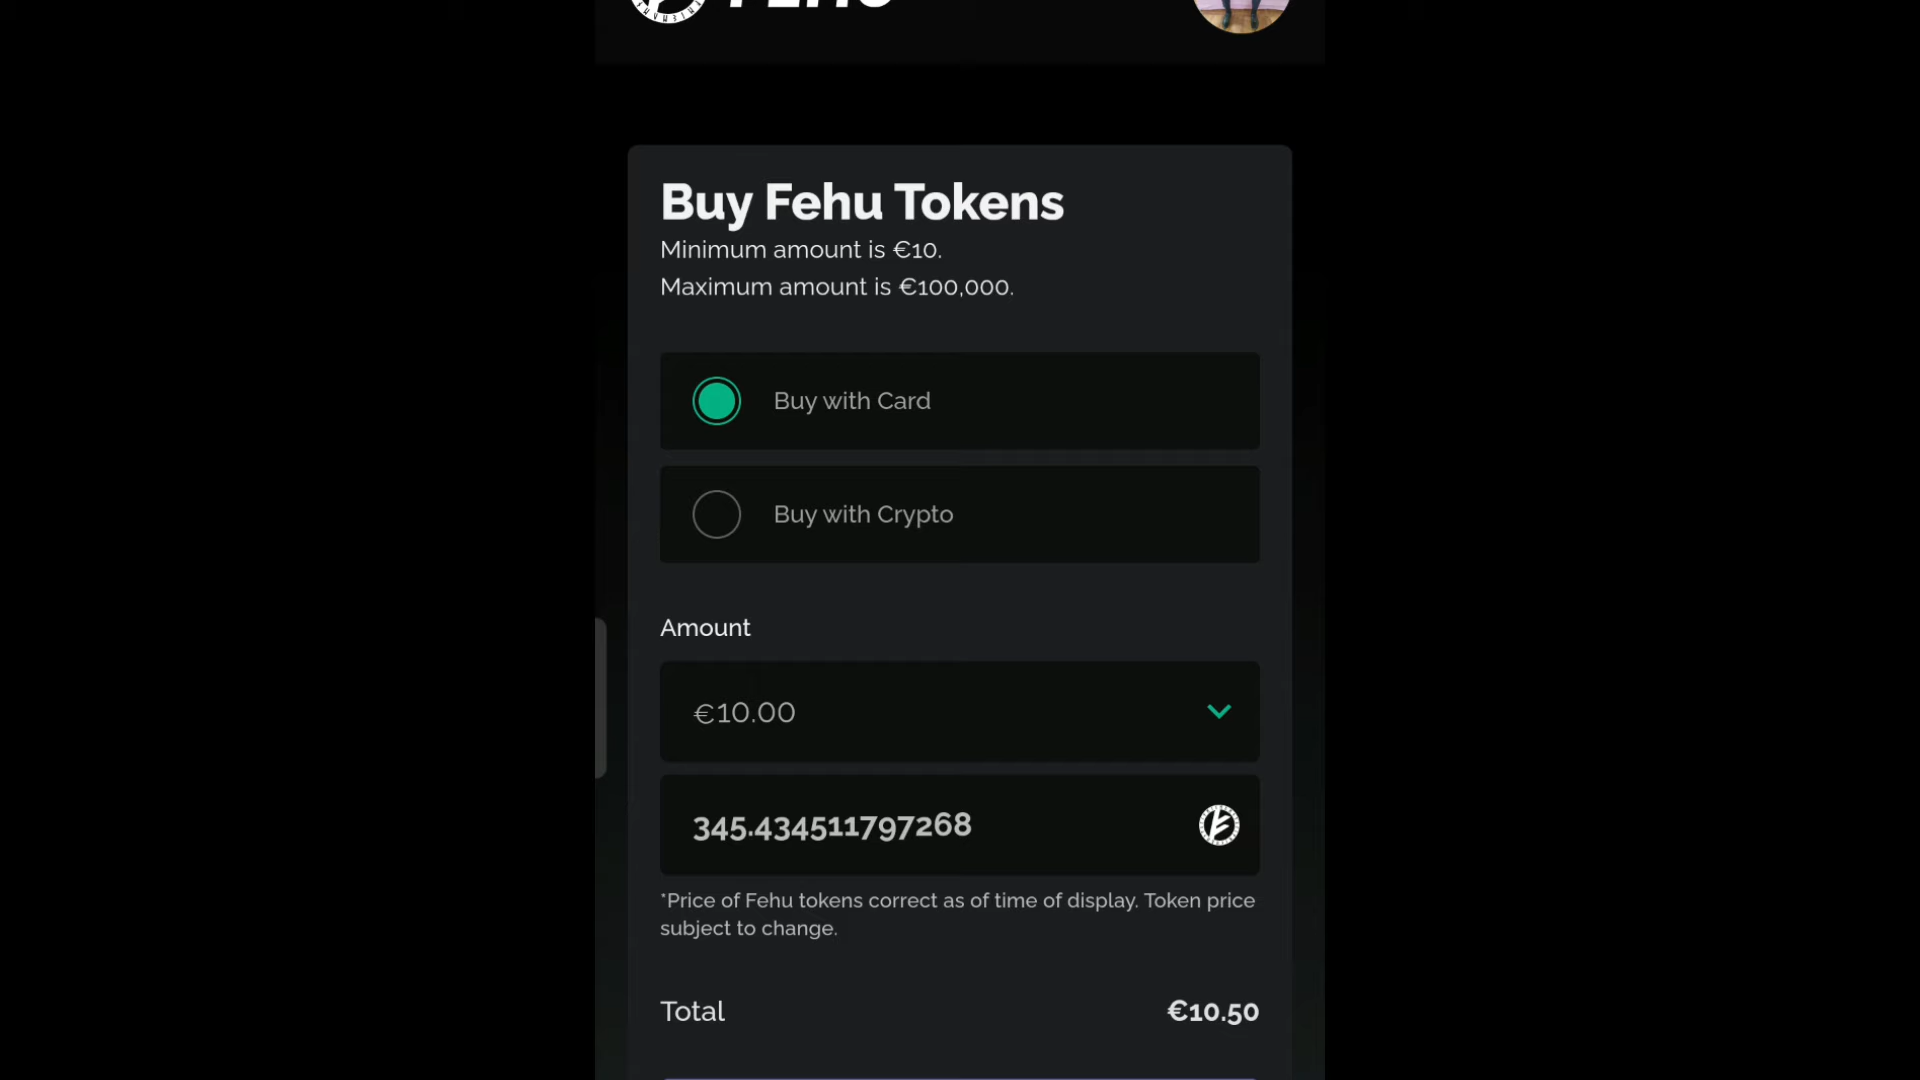 Buy Fehu Tokens
Minimum amount is €10.
Maximum amount is €100,000.
Buy with Card
Buy with Crypto
Amount
€10.00
345.434511797268
*Price of Fehu tokens correct as of time of display. Token price
subject to change.
Total
€10.50